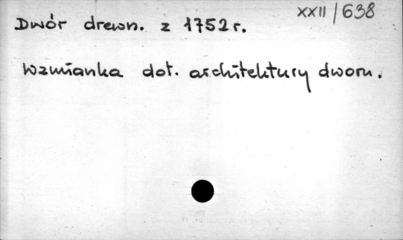 XXII/638
Dwór drewn. z 1752 r.
Wzmianka dot. architektury dworu.